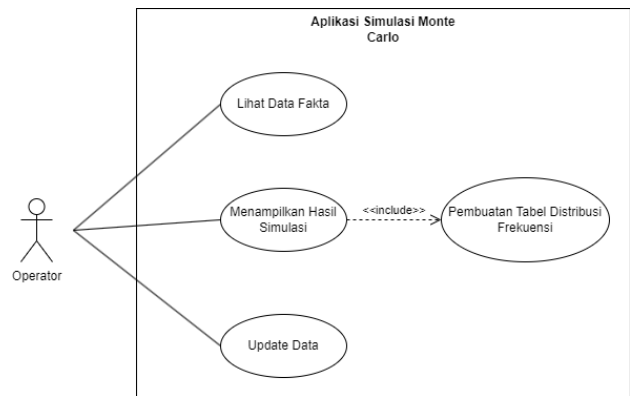 Aplikasi Simulasi Monte
Carlo
Lihat Data Fakta
Menampilkan Hasil
Simulasi
<<include>>
Pembuatan Tabel Distribusi
Frekuensi
Operator
Update Data